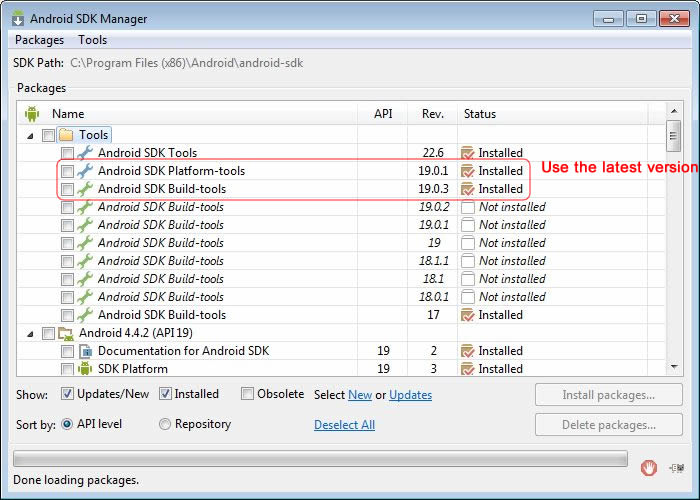 Android SDK Manager
Packages Tools
SDK Path: C:\Program Files (x86)\Android\android-sdk
Packages
Name API Rev. Status
Tools
Android SDK Tools 22.6 Installed
Android SDK Platform-tools 19.0.1 Installed Use the latest version
Android SDK Build-tools 19.0.3 Installed
Android SDK Build-tools 19.0.2 Not installed
Android SDK Build-tools 19.0.1 Not installed
Android SDK Build-tools 19 Not installed
Android SDK Build-tools 18.1.1 Not installed
Android SDK Build-tools 18.1 Not installed
Android SDK Build-tools 18.0.1 Not installed
Android SDK Build-tools 17 Installed
Android 4.4.2 (API 19)
Documentation for Android SDK 19 2 Installed
SDK Platform 19 3 Installed
Show: Updates/New Installed Obsolete Select New or Updates Install packages...
Sort by: API level Repository Deselect All Delete packages...
Done loading packages.